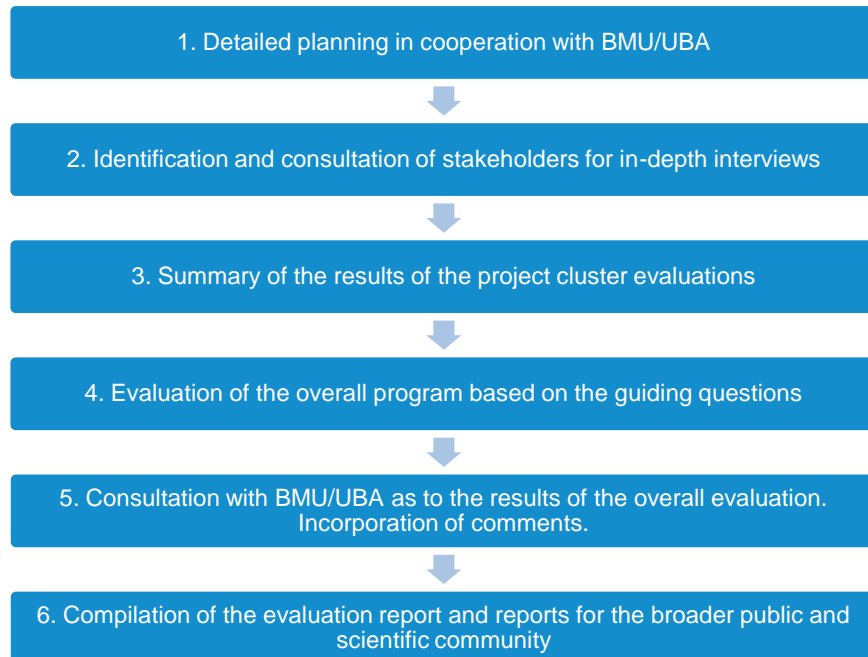 1. Detailed planning in cooperation with BMU/UBA
2. Identification and consultation of stakeholders for in-depth interviews
3. Summary of the results of the project cluster evaluations
4. Evaluation of the overall program based on the guiding questions
5. Consultation with BMU/UBA as to the results of the overall evaluation.
Incorporation of comments.
6. Compilation of the evaluation report and reports for the broader public and
scientific community